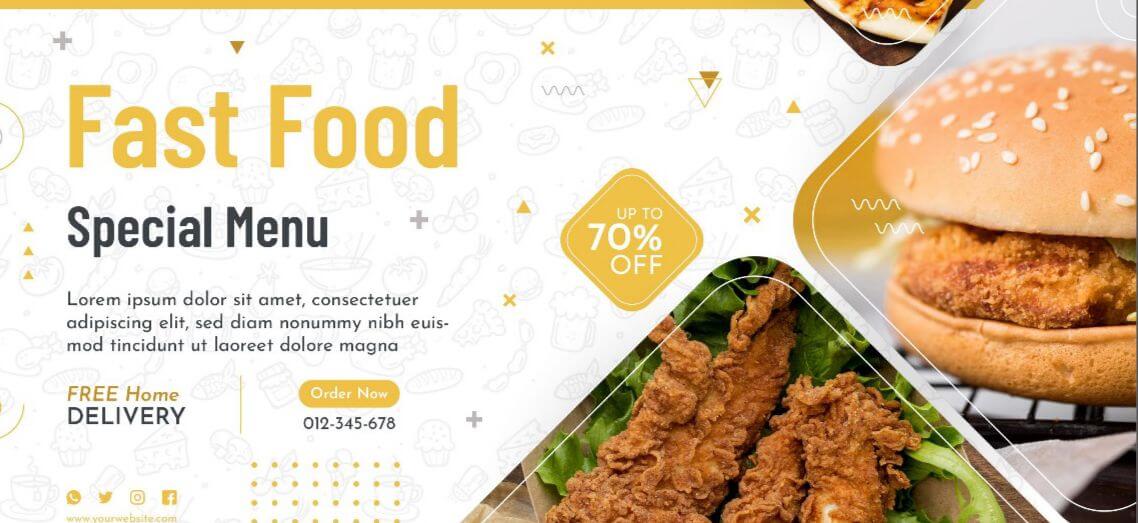 Fast Food
Special Menu
UP TO
70%
OFF
Lorem ipsum dolor sit amet, consectetuer
adipiscing elit, sed diam nonummy nibh euis-
mod tincidunt ut laoreet dolore magna
FREE Home
DELIVERY
Order Now
012-345-678
www.yourwebsite.com